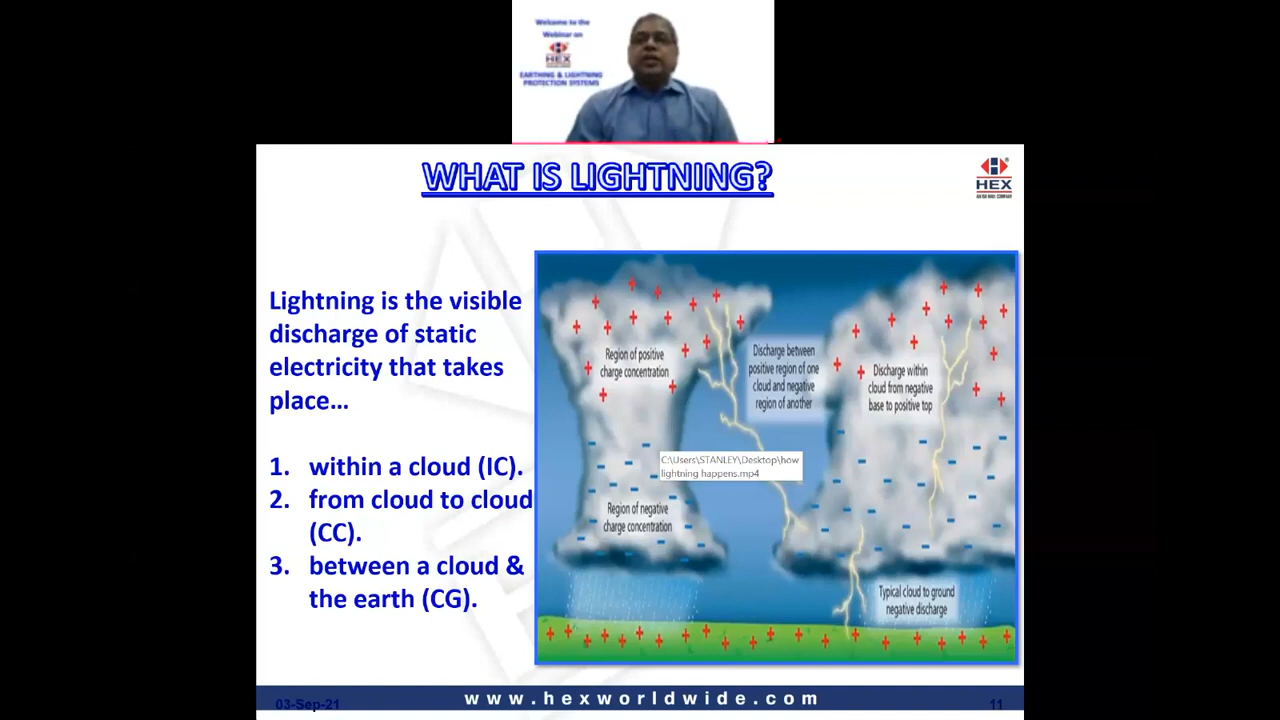 Welcome to the
Webinar on
HEX
EARTHING & LIGHTNING
PROTECTION SYSTEMS
WHAT IS LIGHTNING?
HEX
Lightning is the visible
discharge of static
electricity that takes
place...
1. within a cloud (IC).
2. from cloud to cloud
(CC).
3. between a cloud &
the earth (CG).
Region of positive
charge concentration
Discharge between
positive region of one
cloud and negative
region of another
Discharge within
cloud from negative
base to positive top
C:\Users\STANLEY\Desktop\how
lightning happens.mp4
Region of negative
charge concentration
Typical cloud to ground
negative discharge
03-Sep-21
www.hexworldwide.com
11